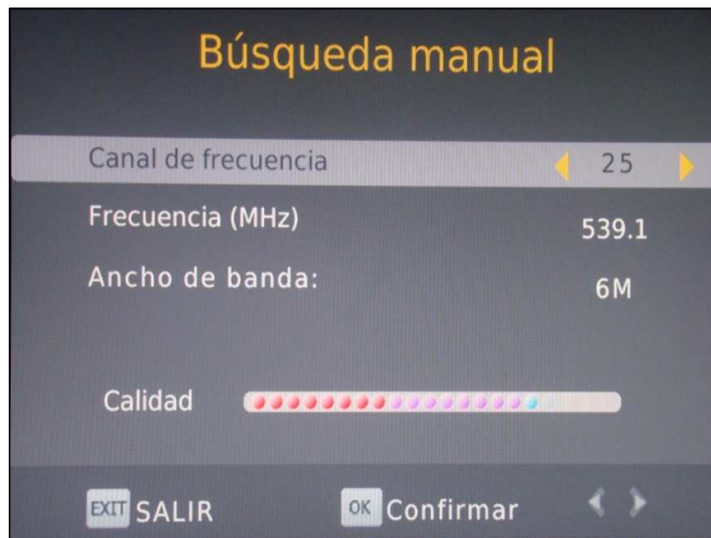 Búsqueda manual
Canal de frecuencia 25
Frecuencia (MHz) 539.1
Ancho de banda: 6M
Calidad
EXIT SALIR OK Confirmar